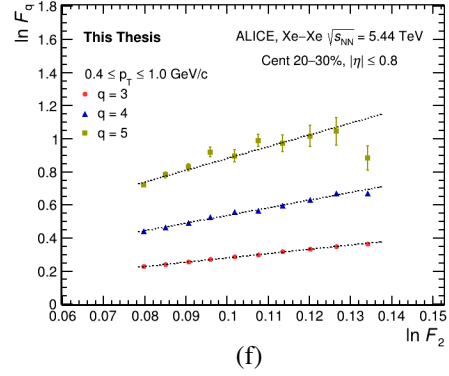 ln F_q
This Thesis
ALICE, Xe–Xe √s_NN = 5.44 TeV
Cent 20–30%, |η| ≤ 0.8
0.4 ≤ p_T ≤ 1.0 GeV/c
q = 3
q = 4
q = 5
1.8
1.6
1.4
1.2
1
0.8
0.6
0.4
0.2
0
0.06 0.07 0.08 0.09 0.1 0.11 0.12 0.13 0.14 0.15
ln F_2
(f)